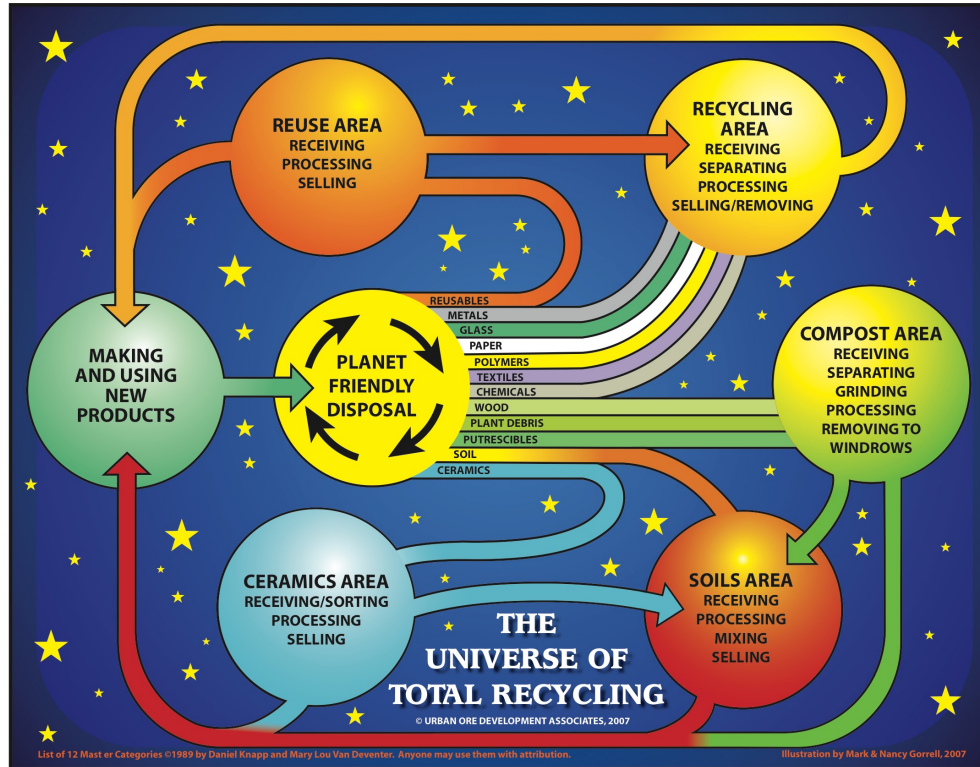 REUSE AREA
RECEIVING
PROCESSING
SELLING
RECYCLING
AREA
RECEIVING
SEPARATING
PROCESSING
SELLING/REMOVING
MAKING
AND USING
NEW
PRODUCTS
PLANET
FRIENDLY
DISPOSAL
REUSABLES
METALS
GLASS
PAPER
POLYMERS
TEXTILES
CHEMICALS
WOOD
PLANT DEBRIS
PUTRESCIBLES
SOIL
CERAMICS
COMPOST AREA
RECEIVING
SEPARATING
GRINDING
PROCESSING
REMOVING TO
WINDROWS
CERAMICS AREA
RECEIVING/SORTING
PROCESSING
SELLING
SOILS AREA
RECEIVING
PROCESSING
MIXING
SELLING
THE
UNIVERSE OF
TOTAL RECYCLING
© URBAN ORE DEVELOPMENT ASSOCIATES, 2007
List of 12 Mast er Categories ©1989 by Daniel Knapp and Mary Lou Van Deventer. Anyone may use them with attribution.
Illustration by Mark & Nancy Gorrell, 2007